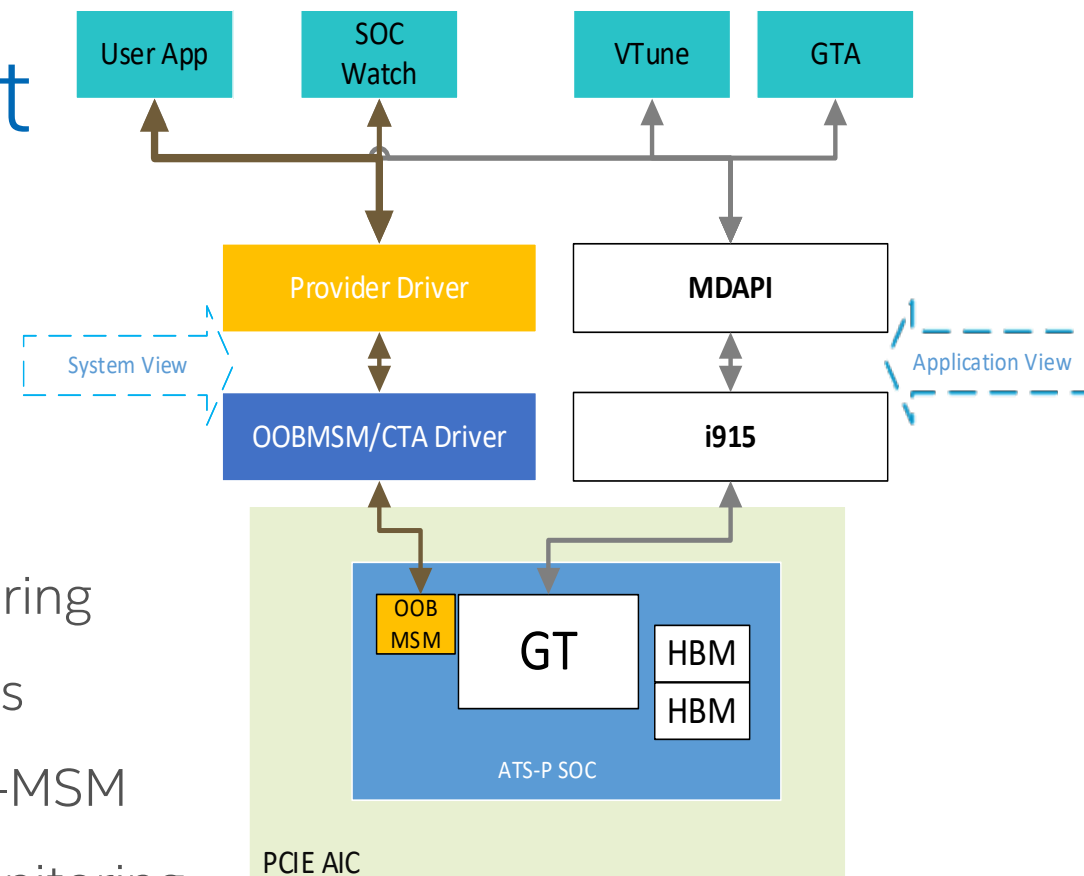 t
User App
SOC
Watch
VTune
GTA
Provider Driver
MDAPI
System View
Application View
OOBMSM/CTA Driver
i915
ring
s
-MSM
nitoring
OOB
MSM
GT
HBM
HBM
ATS-P SOC
PCIE AIC